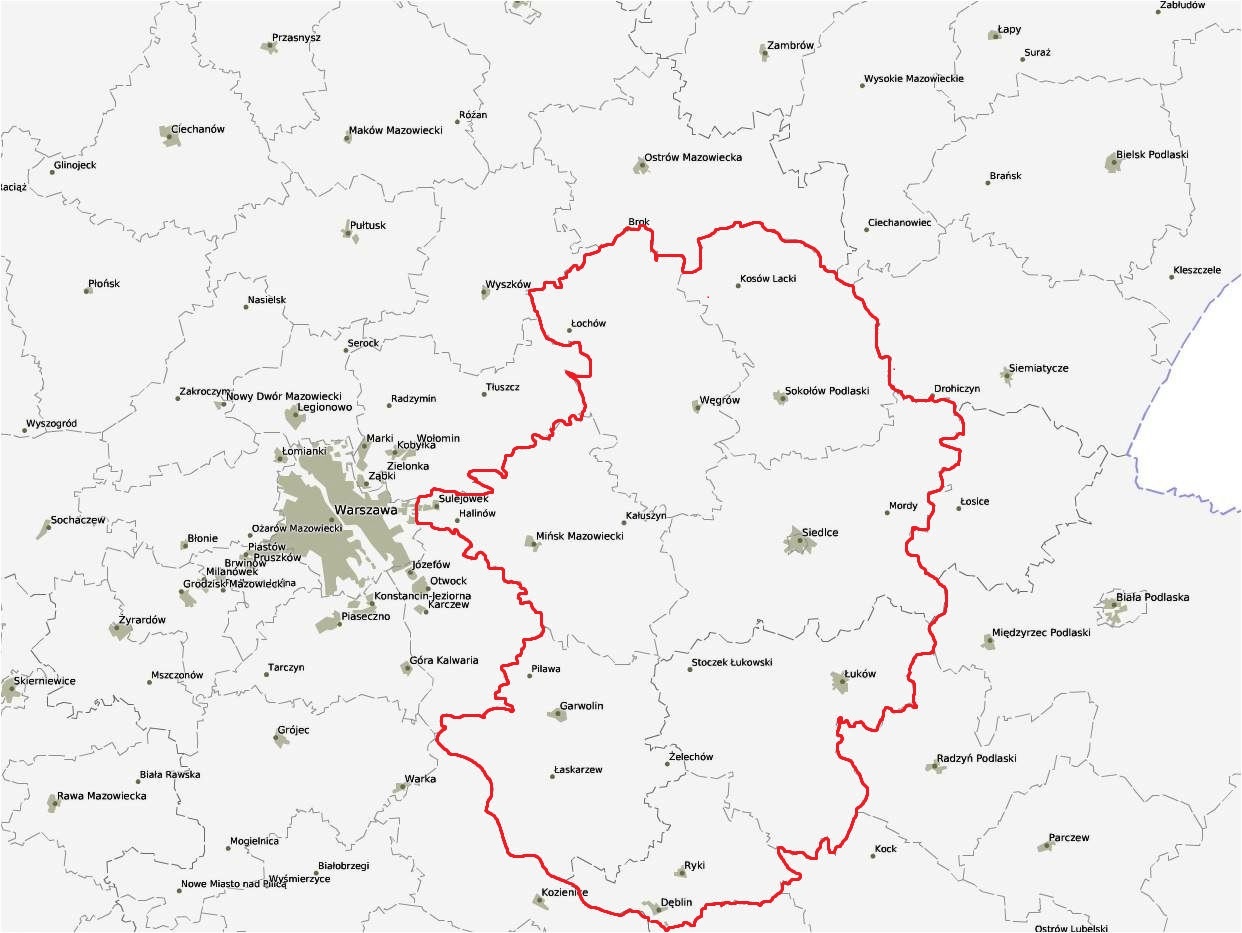 Zabłudów
Przasnysz
Zambrów
Łapy
Suraż
Wysokie Mazowieckie
Różan
Ciechanów
Maków Mazowiecki
Ostrów Mazowiecka
Bielsk Podlaski
Glinojeck
Brańsk
Raciąż
Pułtusk
Brok
Ciechanowiec
Kleszczele
Płońsk
Wyszków
Kosów Lacki
Nasielsk
Łochów
Serock
Siemiatycze
Zakroczym
Nowy Dwór Mazowiecki
Legionowo
Radzymin
Tłuszcz
Węgrów
Sokołów Podlaski
Drohiczyn
Wyszogród
Marki
Wołomin
Kobyłka
Łomianki
Zielonka
Ząbki
Sulejówek
Halinów
Warszawa
Kałuszyn
Mordy
Łosice
Sochaczew
Ożarów Mazowiecki
Błonie
Piastów
Pruszków
Mińsk Mazowiecki
Siedlce
Brwinów
Milanówek
Józefów
Grodzisk Mazowiecki
Otwock
Konstancin-Jeziorna
Karczew
Biała Podlaska
Żyrardów
Piaseczno
Międzyrzec Podlaski
Góra Kalwaria
Tarczyn
Pilawa
Stoczek Łukowski
Mszczonów
Skierniewice
Łuków
Garwolin
Grójec
Żelechów
Radzyń Podlaski
Biała Rawska
Warka
Łaskarzew
Rawa Mazowiecka
Mogielnica
Parczew
Kock
Białobrzegi
Ryki
Wyśmierzyce
Nowe Miasto nad Pilicą
Kozienice
Dęblin
Ostrów Lubelski